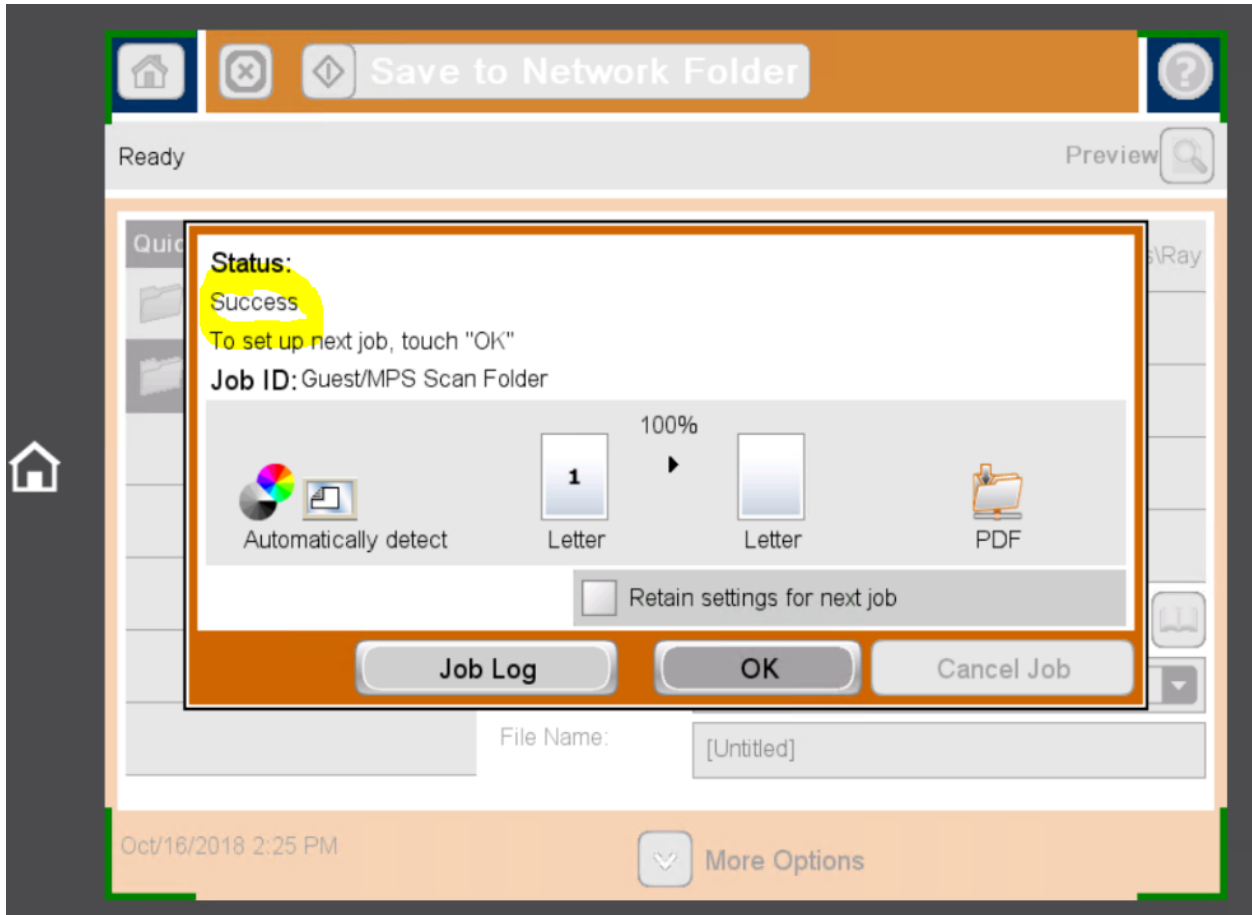 Save to Network Folder
Ready
Preview
Quic
s\Ray
Status:
Success
To set up next job, touch "OK"
Job ID: Guest/MPS Scan Folder
100%
1
Automatically detect
Letter
Letter
PDF
Retain settings for next job
Job Log
OK
Cancel Job
File Name:
[Untitled]
Oct/16/2018 2:25 PM
More Options